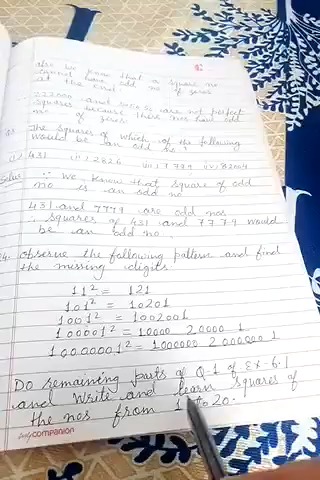 also we know that a square no
cannot have odd no of zeros
at the end
222000 and 505050 are not perfect
squares because there are odd
no of zeros
The squares of which of the following
would be an odd no ?
(i) 431 (ii) 2826 (iii) 7779 (iv) 82004
∵ We know that square of odd
no is an odd no
431 and 7779 are odd nos.
∴ squares of 431 and 7779 would
be an odd no.
Observe the following pattern and find
the missing digits.
11² = 121
101² = 10201
1001² = 1002001
100001² = 10000 20000 1
10000001² = 1000000 2000000 1
Do remaining parts of Q-1 of Ex-6.1
and write and learn squares of
the nos from 1 to 20.
companion